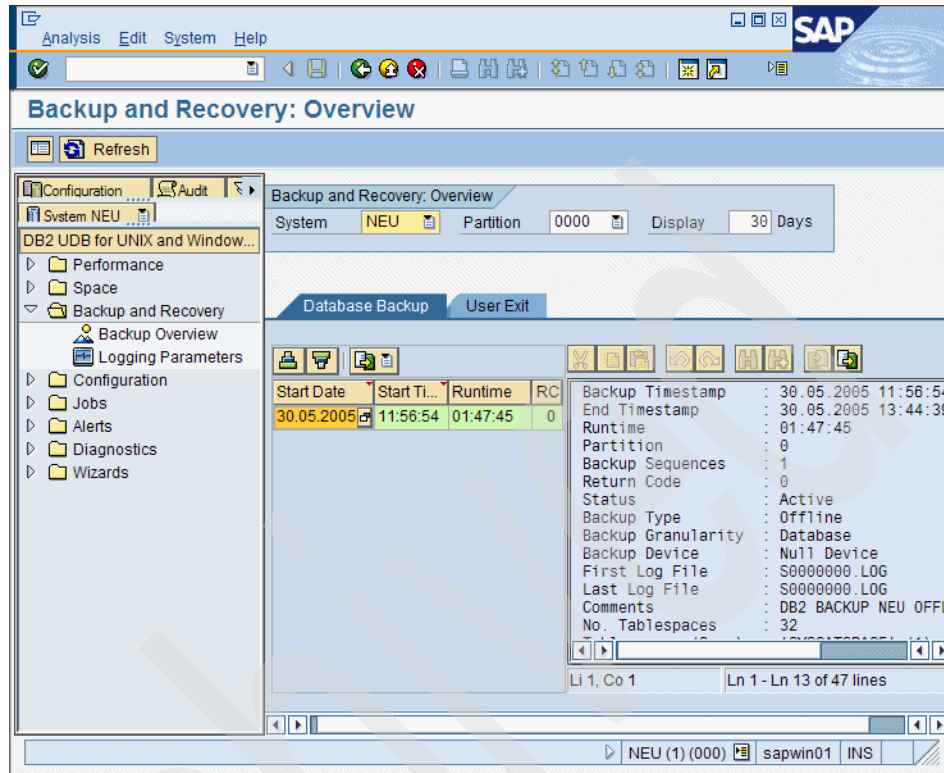 Analysis Edit System Help
SAP
Backup and Recovery: Overview
Refresh
Configuration Audit
System NEU
DB2 UDB for UNIX and Window...
Performance
Space
Backup and Recovery
Backup Overview
Logging Parameters
Configuration
Jobs
Alerts
Diagnostics
Wizards
Backup and Recovery: Overview
System NEU Partition 0000 Display 30 Days
Database Backup User Exit
Start Date Start Ti... Runtime RC
30.05.2005 11:56:54 01:47:45 0
Backup Timestamp : 30.05.2005 11:56:54
End Timestamp : 30.05.2005 13:44:39
Runtime : 01:47:45
Partition : 0
Backup Sequences : 1
Return Code : 0
Status : Active
Backup Type : Offline
Backup Granularity : Database
Backup Device : Null Device
First Log File : S0000000.LOG
Last Log File : S0000000.LOG
Comments : DB2 BACKUP NEU OFFL
No. Tablespaces : 32
Li 1, Co 1 Ln 1 - Ln 13 of 47 lines
NEU (1) (000) sapwin01 INS